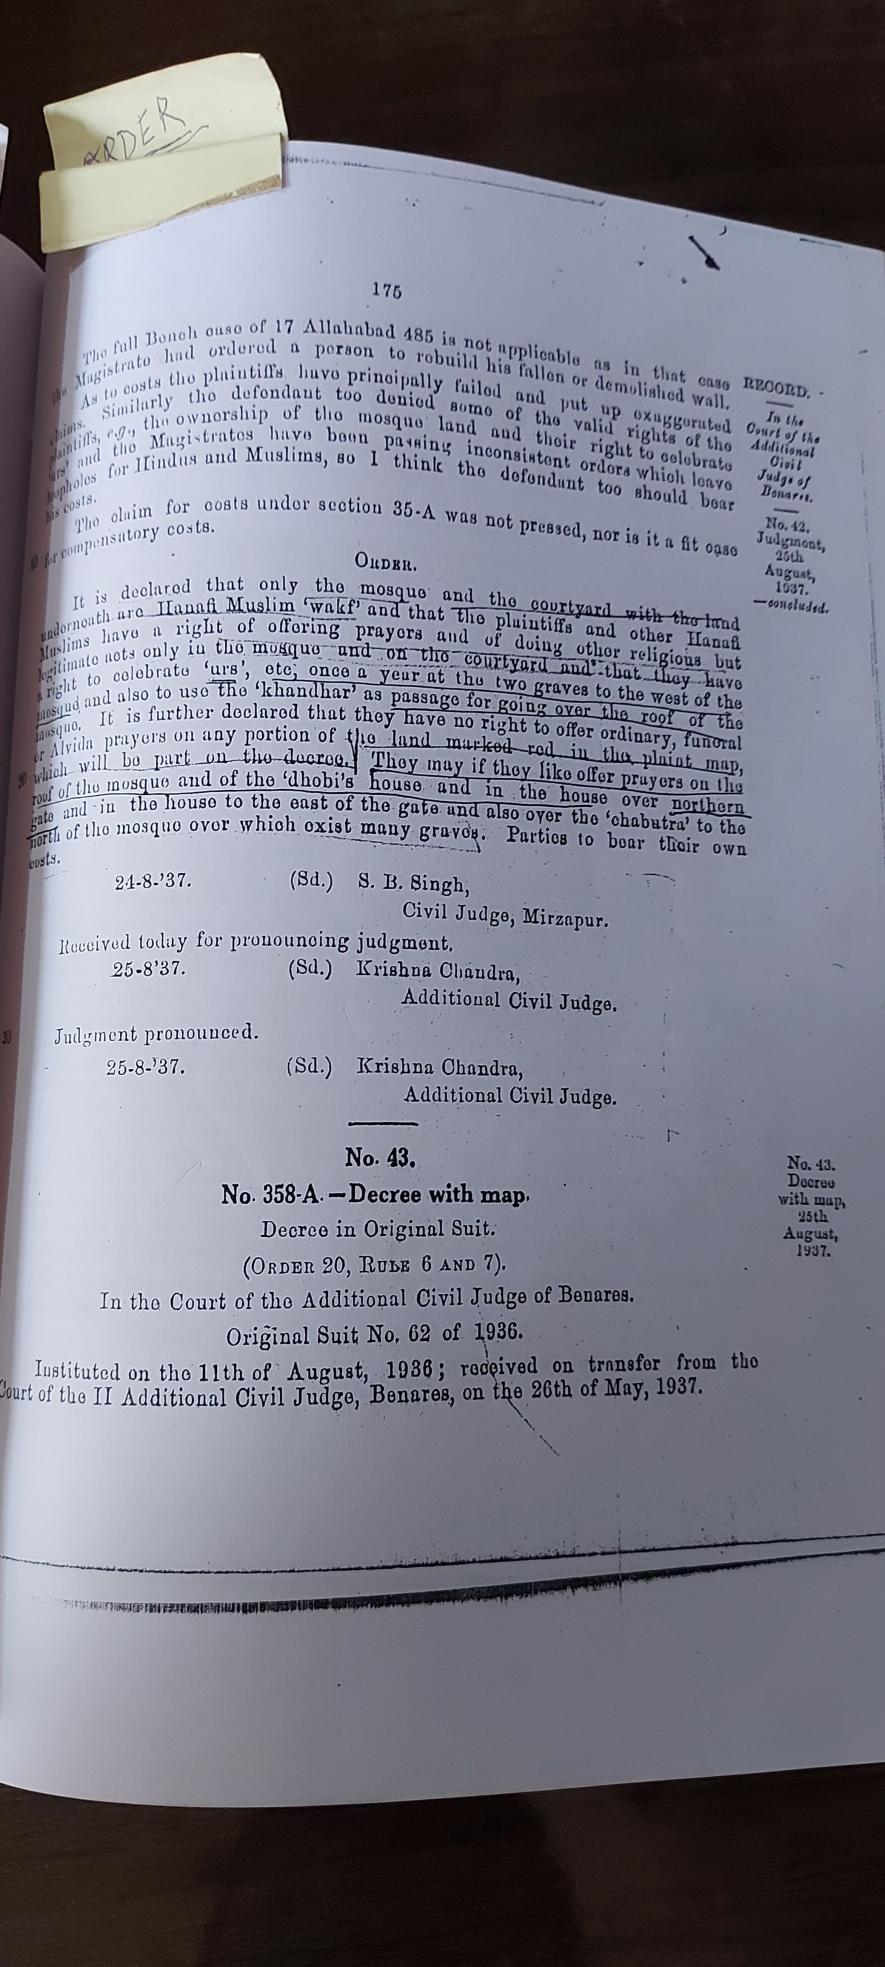 ORDER
175
The full Bench case of 17 Allahabad 485 is not applicable as in that case
the Magistrate had ordered a person to rebuild his fallen or demolished wall.
As to costs the plaintiffs have principally failed and put up exaggerated
claims. Similarly the defendant too denied some of the valid rights of the
plaintiffs, e.g., the ownership of the mosque land and their right to celebrate
'urs' and the Magistrates have been passing inconsistent orders which leave
loopholes for Hindus and Muslims, so I think the defendant too should bear
his costs.
The claim for costs under section 35-A was not pressed, nor is it a fit case
for compensatory costs.
RECORD.
In the
Court of the
Additional
Civil
Judge of
Benares.
No. 42.
Judgment,
25th
August,
1937.
—concluded.
ORDER.
It is declared that only the mosque and the courtyard with the land
underneath are Hanafi Muslim 'wakf' and that the plaintiffs and other Hanafi
Muslims have a right of offering prayers and of doing other religious but
legitimate acts only in the mosque and on the courtyard and that they have
a right to celebrate 'urs', etc, once a year at the two graves to the west of the
mosque and also to use the 'khandhar' as passage for going over the roof of the
mosque. It is further declared that they have no right to offer ordinary, funeral
or Alvida prayers on any portion of the land marked red in the plaint map,
which will be part on the decree. They may if they like offer prayers on the
roof of the mosque and of the 'dhobi's house and in the house over northern
gate and in the house to the east of the gate and also over the 'chabutra' to the
north of the mosque over which exist many graves. Parties to bear their own
costs.
24-8-'37. (Sd.) S. B. Singh,
Civil Judge, Mirzapur.
Received today for pronouncing judgment.
25-8'37. (Sd.) Krishna Chandra,
Additional Civil Judge.
30
Judgment pronounced.
25-8-'37. (Sd.) Krishna Chandra,
Additional Civil Judge.
No. 43.
No. 358-A.—Decree with map.
Decree in Original Suit.
(ORDER 20, RULE 6 AND 7).
No. 43.
Decree
with map,
25th
August,
1937.
In the Court of the Additional Civil Judge of Benares.
Original Suit No. 62 of 1936.
Instituted on the 11th of August, 1936; received on transfer from the
Court of the II Additional Civil Judge, Benares, on the 26th of May, 1937.